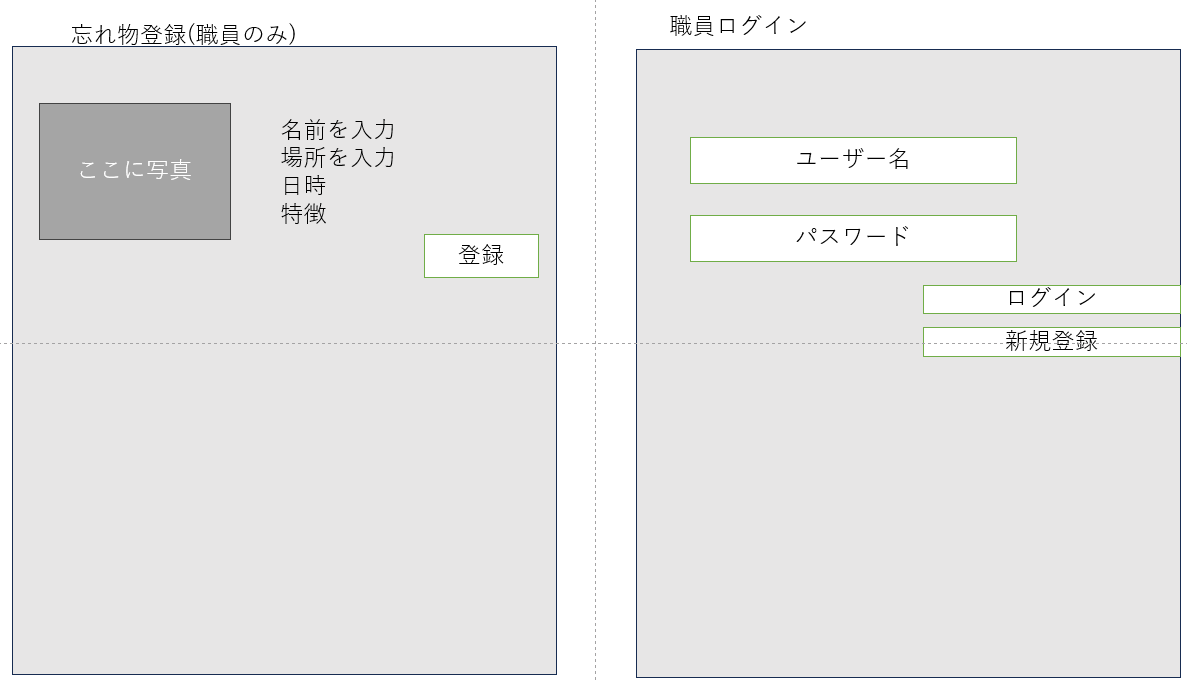 忘れ物登録(職員のみ)
ここに写真
名前を入力
場所を入力
日時
特徴
登録
職員ログイン
ユーザー名
パスワード
ログイン
新規登録